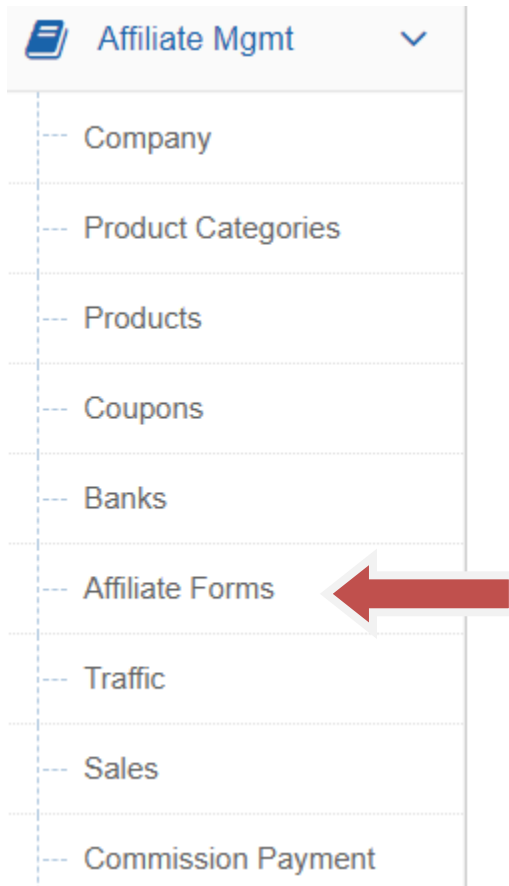 Affiliate Mgmt
Company
Product Categories
Products
Coupons
Banks
Affiliate Forms
Traffic
Sales
Commission Payment